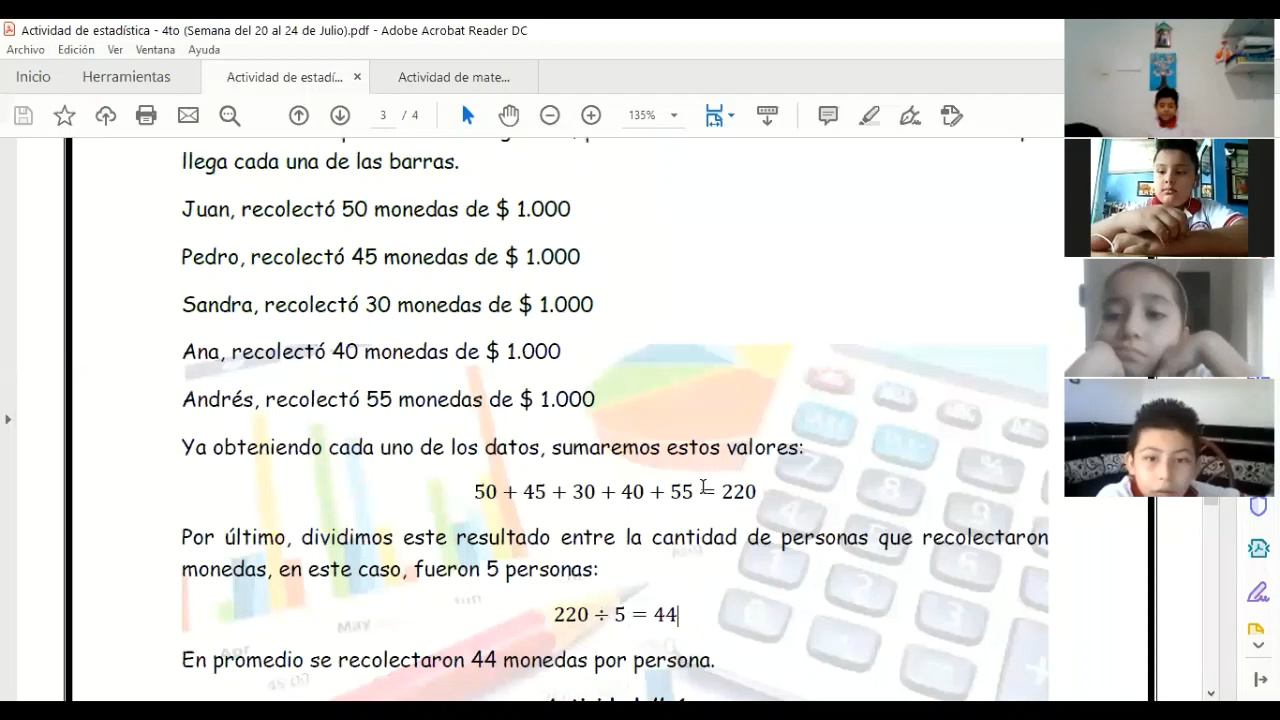 Actividad de estadística - 4to (Semana del 20 al 24 de Julio).pdf - Adobe Acrobat Reader DC
Archivo Edición Ver Ventana Ayuda
Inicio Herramientas Actividad de estadí... × Actividad de mate...
3 / 4 135%
llega cada una de las barras.
Juan, recolectó 50 monedas de $ 1.000
Pedro, recolectó 45 monedas de $ 1.000
Sandra, recolectó 30 monedas de $ 1.000
Ana, recolectó 40 monedas de $ 1.000
Andrés, recolectó 55 monedas de $ 1.000
Ya obteniendo cada uno de los datos, sumaremos estos valores:
50 + 45 + 30 + 40 + 55 = 220
Por último, dividimos este resultado entre la cantidad de personas que recolectaron
monedas, en este caso, fueron 5 personas:
220 ÷ 5 = 44
May
Apr
En promedio se recolectaron 44 monedas por persona.